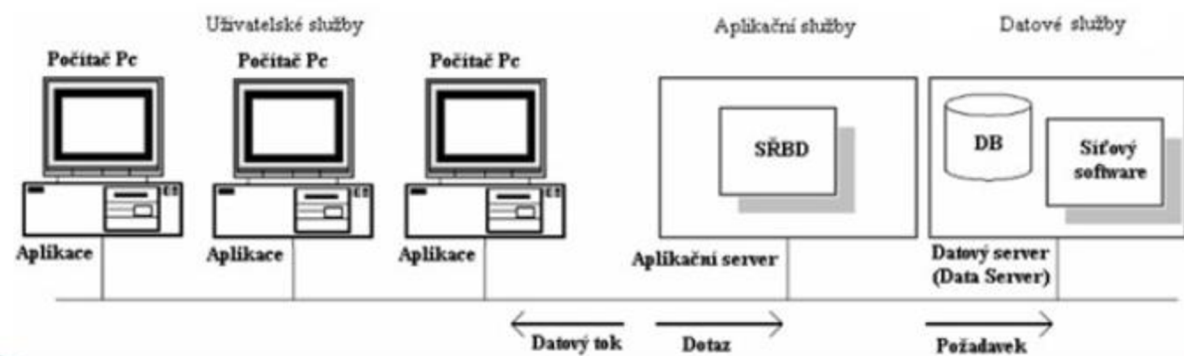 Uživatelské služby
Aplikační služby
Datové služby
Počítač Pc
Počítač Pc
Počítač Pc
SŘBD
DB
Síťový
software
Aplikace
Aplikace
Aplikace
Aplikační server
Datový server
(Data Server)
Datový tok
Dotaz
Požadavek